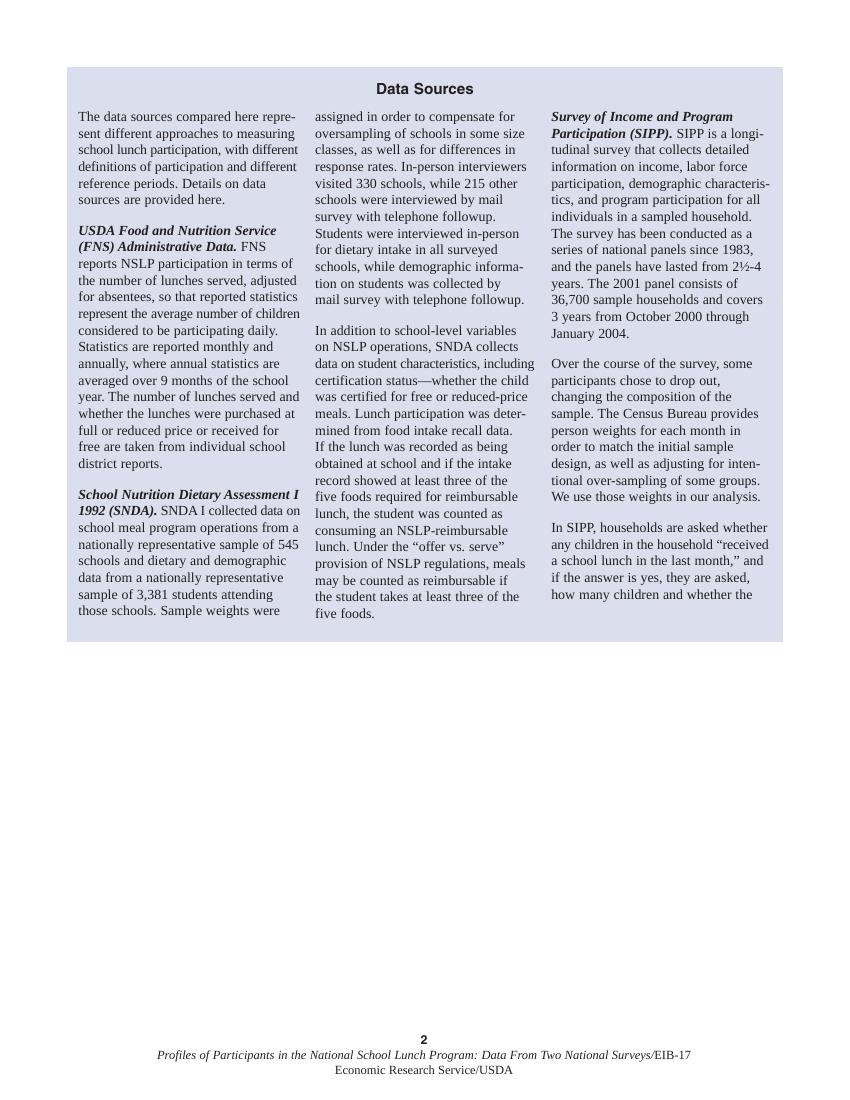 Data Sources
The data sources compared here repre-
sent different approaches to measuring
school lunch participation, with different
definitions of participation and different
reference periods. Details on data
sources are provided here.
USDA Food and Nutrition Service
(FNS) Administrative Data. FNS
reports NSLP participation in terms of
the number of lunches served, adjusted
for absentees, so that reported statistics
represent the average number of children
considered to be participating daily.
Statistics are reported monthly and
annually, where annual statistics are
averaged over 9 months of the school
year. The number of lunches served and
whether the lunches were purchased at
full or reduced price or received for
free are taken from individual school
district reports.
School Nutrition Dietary Assessment I
1992 (SNDA). SNDA I collected data on
school meal program operations from a
nationally representative sample of 545
schools and dietary and demographic
data from a nationally representative
sample of 3,381 students attending
those schools. Sample weights were
assigned in order to compensate for
oversampling of schools in some size
classes, as well as for differences in
response rates. In-person interviewers
visited 330 schools, while 215 other
schools were interviewed by mail
survey with telephone followup.
Students were interviewed in-person
for dietary intake in all surveyed
schools, while demographic informa-
tion on students was collected by
mail survey with telephone followup.
In addition to school-level variables
on NSLP operations, SNDA collects
data on student characteristics, including
certification status—whether the child
was certified for free or reduced-price
meals. Lunch participation was deter-
mined from food intake recall data.
If the lunch was recorded as being
obtained at school and if the intake
record showed at least three of the
five foods required for reimbursable
lunch, the student was counted as
consuming an NSLP-reimbursable
lunch. Under the “offer vs. serve”
provision of NSLP regulations, meals
may be counted as reimbursable if
the student takes at least three of the
five foods.
Survey of Income and Program
Participation (SIPP). SIPP is a longi-
tudinal survey that collects detailed
information on income, labor force
participation, demographic characteris-
tics, and program participation for all
individuals in a sampled household.
The survey has been conducted as a
series of national panels since 1983,
and the panels have lasted from 2½-4
years. The 2001 panel consists of
36,700 sample households and covers
3 years from October 2000 through
January 2004.
Over the course of the survey, some
participants chose to drop out,
changing the composition of the
sample. The Census Bureau provides
person weights for each month in
order to match the initial sample
design, as well as adjusting for inten-
tional over-sampling of some groups.
We use those weights in our analysis.
In SIPP, households are asked whether
any children in the household “received
a school lunch in the last month,” and
if the answer is yes, they are asked,
how many children and whether the
2
Profiles of Participants in the National School Lunch Program: Data From Two National Surveys/EIB-17
Economic Research Service/USDA